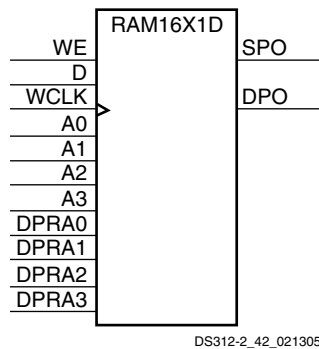 RAM16X1D
WE
SPO
D
WCLK
DPO
A0
A1
A2
A3
DPRA0
DPRA1
DPRA2
DPRA3
DS312-2_42_021305